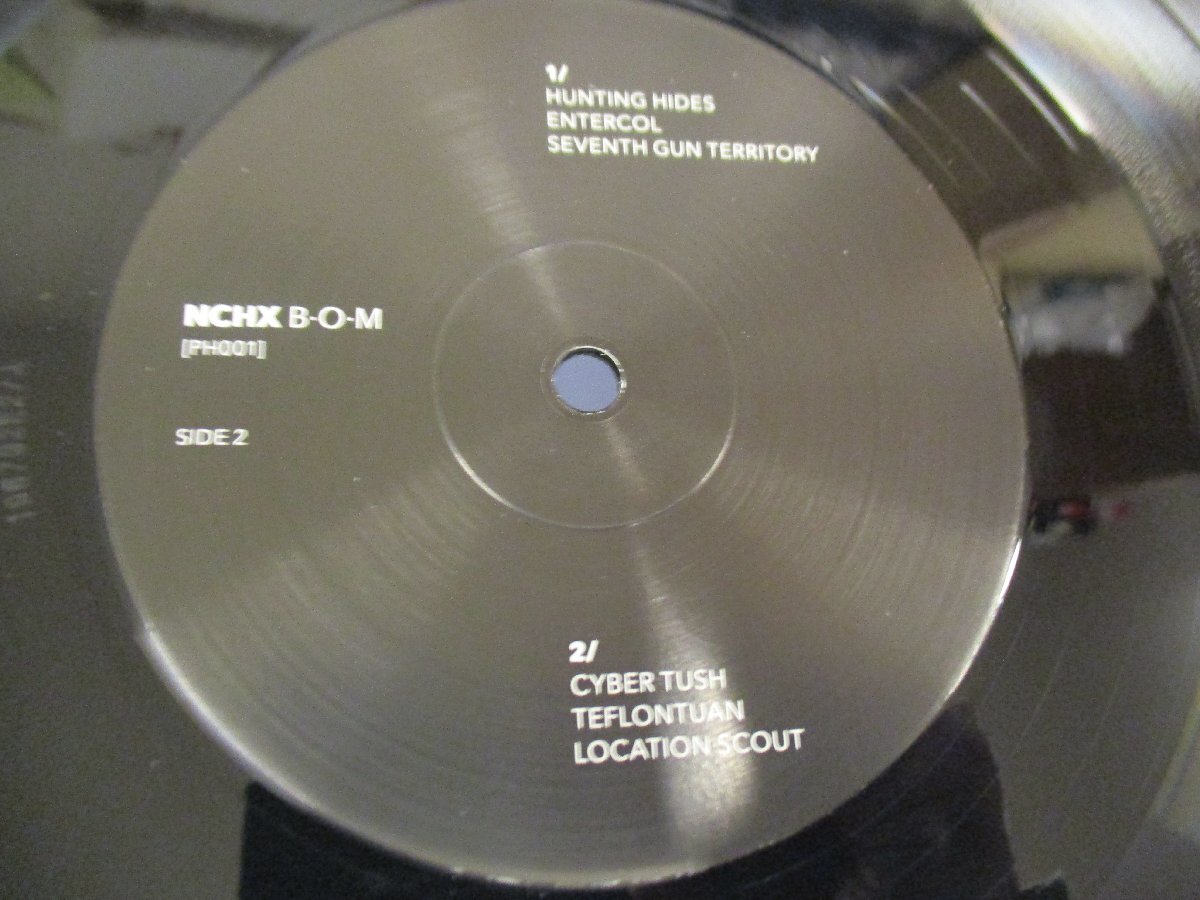 1/
HUNTING HIDES
ENTERCOL
SEVENTH GUN TERRITORY
NCHX B-O-M
[PH001]
SIDE 2
2/
CYBER TUSH
TEFLONTUAN
LOCATION SCOUT